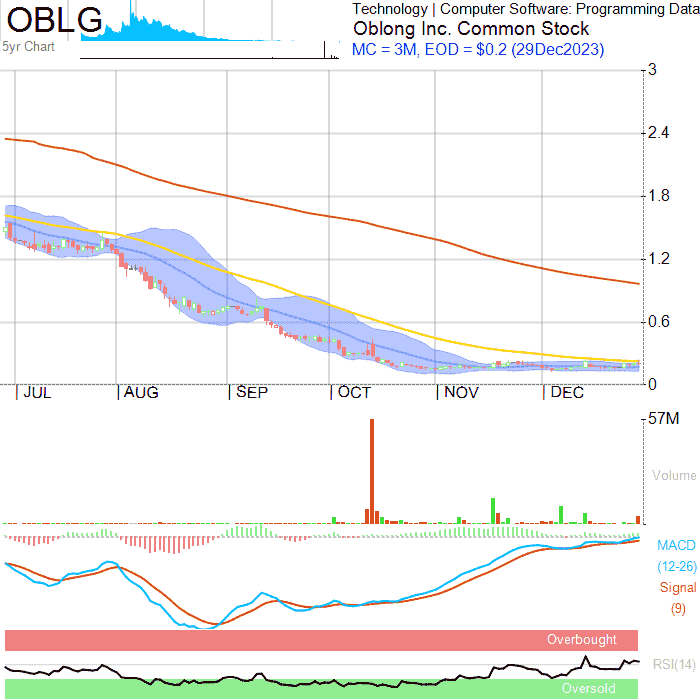 OBLG
5yr Chart
Technology | Computer Software: Programming Data
Oblong Inc. Common Stock
MC = 3M, EOD = $0.2 (29Dec2023)
3
2.4
1.8
1.2
0.6
0
JUL AUG SEP OCT NOV DEC
57M
Volume
MACD
(12-26)
Signal
(9)
Overbought
RSI(14)
Oversold